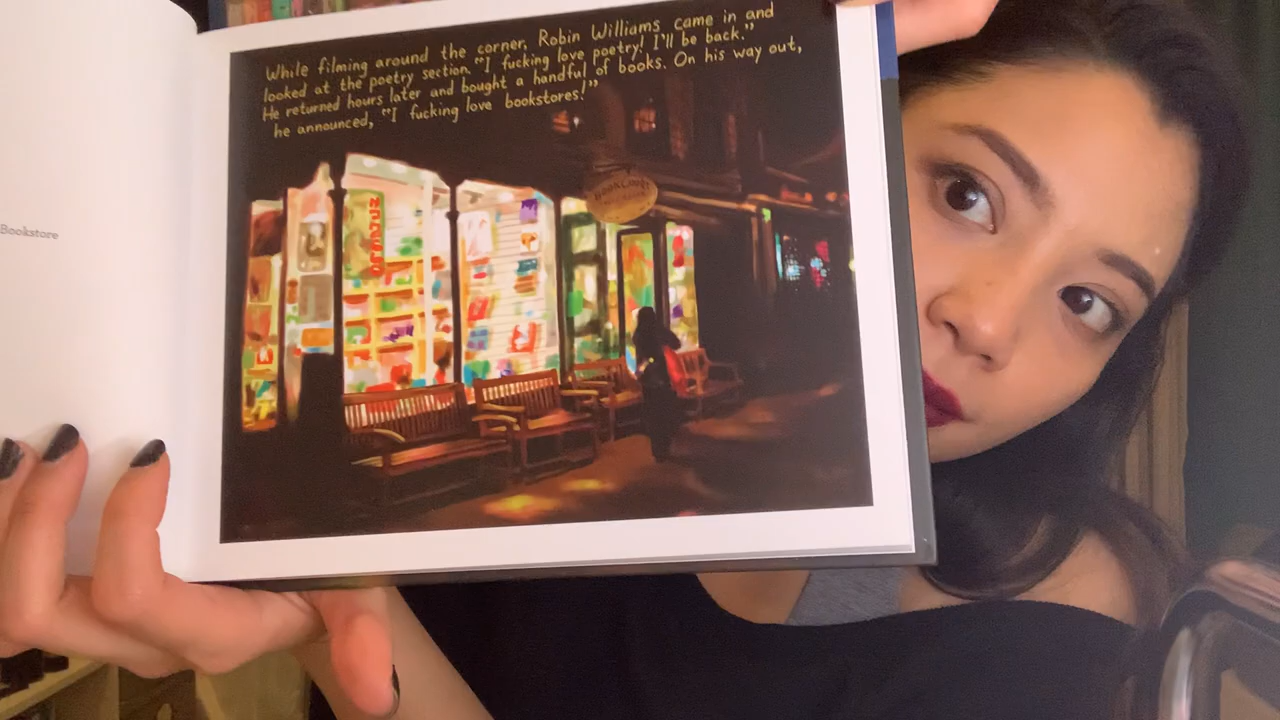 While filming around the corner, Robin Williams came in and
looked at the poetry section. “I fucking love poetry! I’ll be back.”
He returned hours later and bought a handful of books. On his way out,
he announced, “I fucking love bookstores!”
BOOKCOURT
Bookstore